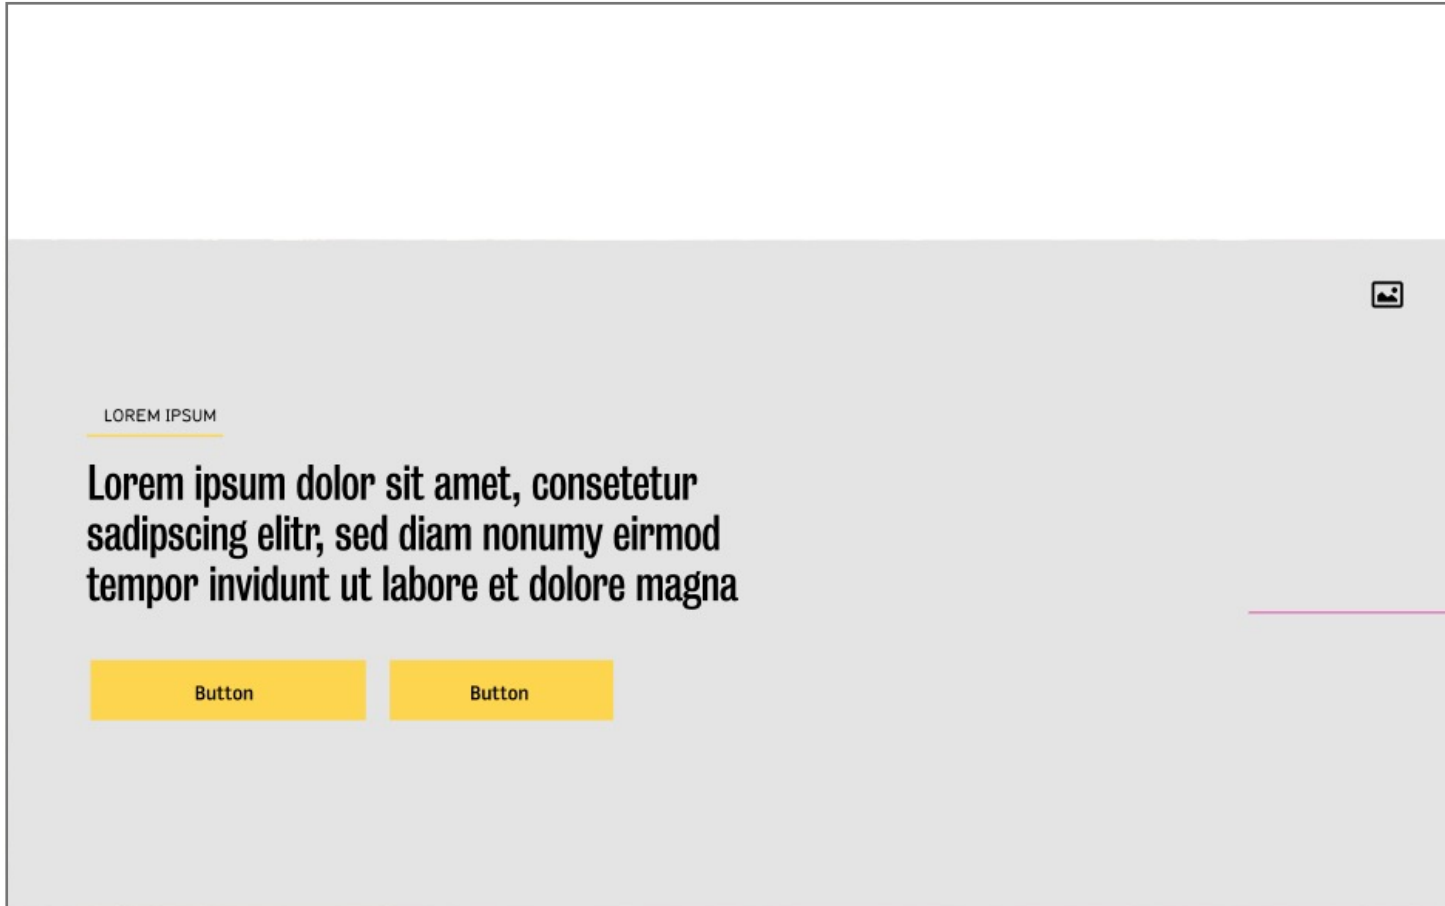 LOREM IPSUM
Lorem ipsum dolor sit amet, consetetur
sadipscing elitr, sed diam nonumy eirmod
tempor invidunt ut labore et dolore magna
Button
Button